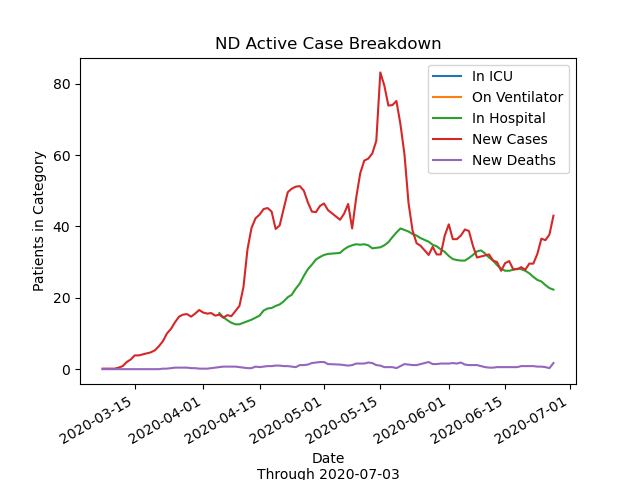 ND Active Case Breakdown
In ICU
On Ventilator
In Hospital
New Cases
New Deaths
Patients in Category
80
60
40
20
0
2020-03-15
2020-04-01
2020-04-15
2020-05-01
2020-05-15
2020-06-01
2020-06-15
2020-07-01
Date
Through 2020-07-03